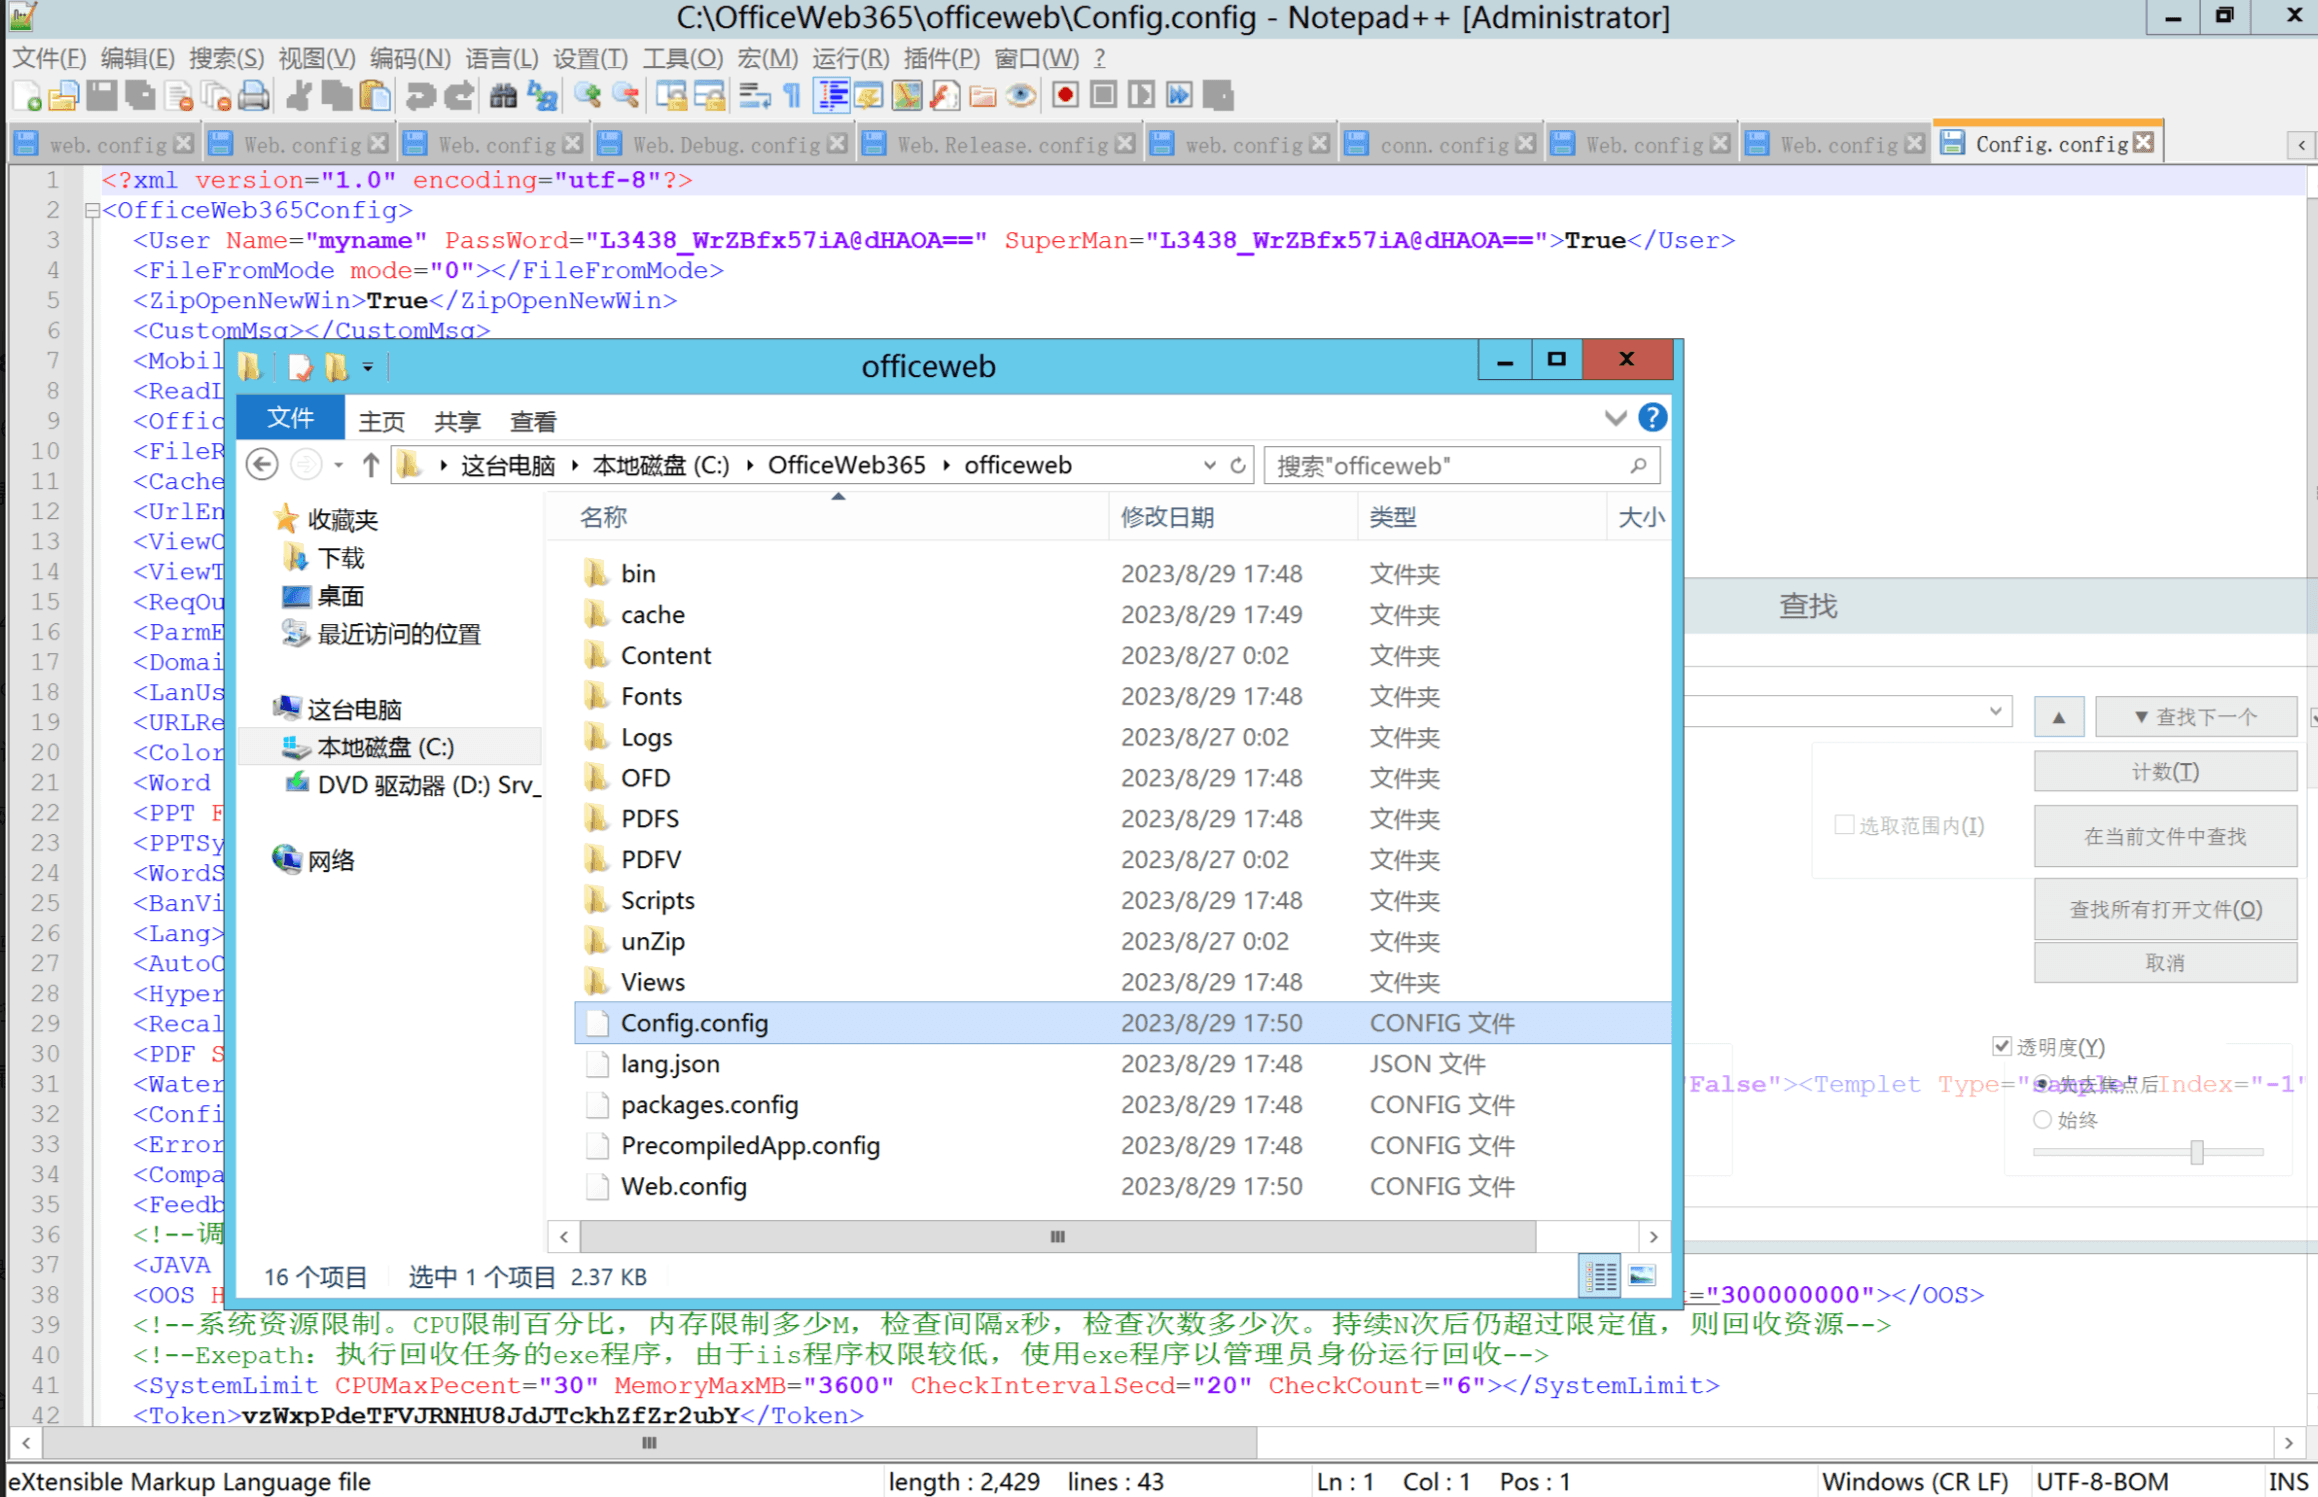 C:\OfficeWeb365\officeweb\Config.config - Notepad++ [Administrator]
文件(F) 编辑(E) 搜索(S) 视图(V) 编码(N) 语言(L) 设置(T) 工具(O) 宏(M) 运行(R) 插件(P) 窗口(W) ?
web.config Web.config Web.config Web.Debug.config Web.Release.config web.config conn.config Web.config Web.config Config.config
1 <?xml version="1.0" encoding="utf-8"?>
2 <OfficeWeb365Config>
3 <User Name="myname" PassWord="L3438_WrZBfx57iA@dHAOA==" SuperMan="L3438_WrZBfx57iA@dHAOA==">True</User>
4 <FileFromMode mode="0"></FileFromMode>
5 <ZipOpenNewWin>True</ZipOpenNewWin>
6 <CustomMsg></CustomMsg>
7 <Mobil
8 <ReadL
9 <Offic
10 <FileR
11 <Cache
12 <UrlEn
13 <ViewC
14 <ViewT
15 <ReqOu
16 <ParmE
17 <Domai
18 <LanUs
19 <URLRe
20 <Color
21 <Word
22 <PPT F
23 <PPTSy
24 <WordS
25 <BanVi
26 <Lang>
27 <AutoC
28 <Hyper
29 <Recal
30 <PDF S
31 <Water
32 <Confi
33 <Error
34 <Compa
35 <Feedb
36 <!--调
37 <JAVA
38 <OOS H
officeweb
文件 主页 共享 查看
这台电脑 本地磁盘 (C:) OfficeWeb365 officeweb
搜索"officeweb"
收藏夹
下载
桌面
最近访问的位置
这台电脑
本地磁盘 (C:)
DVD 驱动器 (D:) Srv_
网络
名称 修改日期 类型 大小
bin 2023/8/29 17:48 文件夹
cache 2023/8/29 17:49 文件夹
Content 2023/8/27 0:02 文件夹
Fonts 2023/8/29 17:48 文件夹
Logs 2023/8/27 0:02 文件夹
OFD 2023/8/29 17:48 文件夹
PDFS 2023/8/29 17:48 文件夹
PDFV 2023/8/27 0:02 文件夹
Scripts 2023/8/29 17:48 文件夹
unZip 2023/8/27 0:02 文件夹
Views 2023/8/29 17:48 文件夹
Config.config 2023/8/29 17:50 CONFIG 文件
lang.json 2023/8/29 17:48 JSON 文件
packages.config 2023/8/29 17:48 CONFIG 文件
PrecompiledApp.config 2023/8/29 17:48 CONFIG 文件
Web.config 2023/8/29 17:50 CONFIG 文件
16 个项目 选中 1 个项目 2.37 KB
查找
▲ ▼ 查找下一个
计数(T)
选取范围内(I)
在当前文件中查找
查找所有打开文件(O)
取消
透明度(Y)
"False"><Templet Type= Index="-1"
始终
="300000000"></OOS>
39 <!--系统资源限制。CPU限制百分比，内存限制多少M，检查间隔x秒，检查次数多少次。持续N次后仍超过限定值，则回收资源-->
40 <!--Exepath：执行回收任务的exe程序，由于iis程序权限较低，使用exe程序以管理员身份运行回收-->
41 <SystemLimit CPUMaxPecent="30" MemoryMaxMB="3600" CheckIntervalSecd="20" CheckCount="6"></SystemLimit>
42 <Token>vzWxpPdeTFVJRNHU8JdJTckhZfZr2ubY</Token>
eXtensible Markup Language file length : 2,429 lines : 43 Ln : 1 Col : 1 Pos : 1 Windows (CR LF) UTF-8-BOM INS